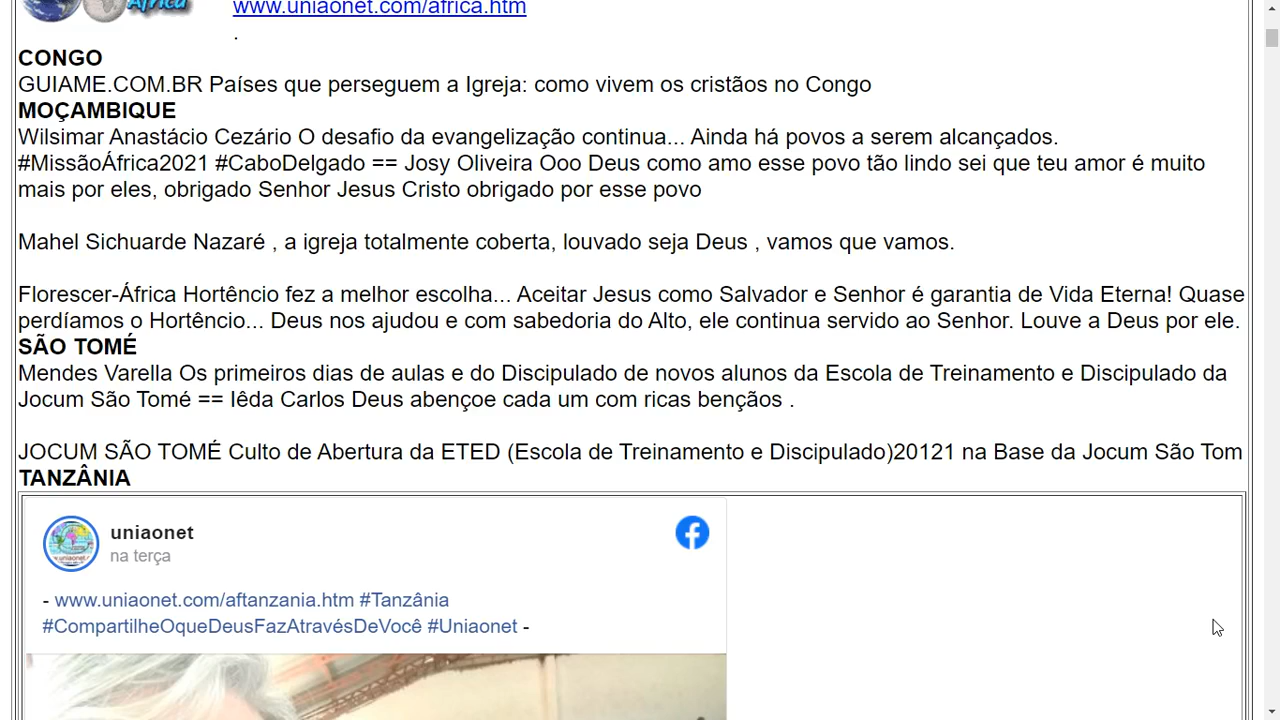 África
www.uniaonet.com/africa.htm
.
CONGO
GUIAME.COM.BR Países que perseguem a Igreja: como vivem os cristãos no Congo
MOÇAMBIQUE
Wilsimar Anastácio Cezário O desafio da evangelização continua... Ainda há povos a serem alcançados.
#MissãoÁfrica2021 #CaboDelgado == Josy Oliveira Ooo Deus como amo esse povo tão lindo sei que teu amor é muito
mais por eles, obrigado Senhor Jesus Cristo obrigado por esse povo
Mahel Sichuarde Nazaré , a igreja totalmente coberta, louvado seja Deus , vamos que vamos.
Florescer-África Hortêncio fez a melhor escolha... Aceitar Jesus como Salvador e Senhor é garantia de Vida Eterna! Quase
perdíamos o Hortêncio... Deus nos ajudou e com sabedoria do Alto, ele continua servido ao Senhor. Louve a Deus por ele.
SÃO TOMÉ
Mendes Varella Os primeiros dias de aulas e do Discipulado de novos alunos da Escola de Treinamento e Discipulado da
Jocum São Tomé == Iêda Carlos Deus abençoe cada um com ricas bençãos .
JOCUM SÃO TOMÉ Culto de Abertura da ETED (Escola de Treinamento e Discipulado)20121 na Base da Jocum São Tom
TANZÂNIA
uniaonet
na terça
- www.uniaonet.com/aftanzania.htm #Tanzânia
#CompartilheOqueDeusFazAtravésDeVocê #Uniaonet -